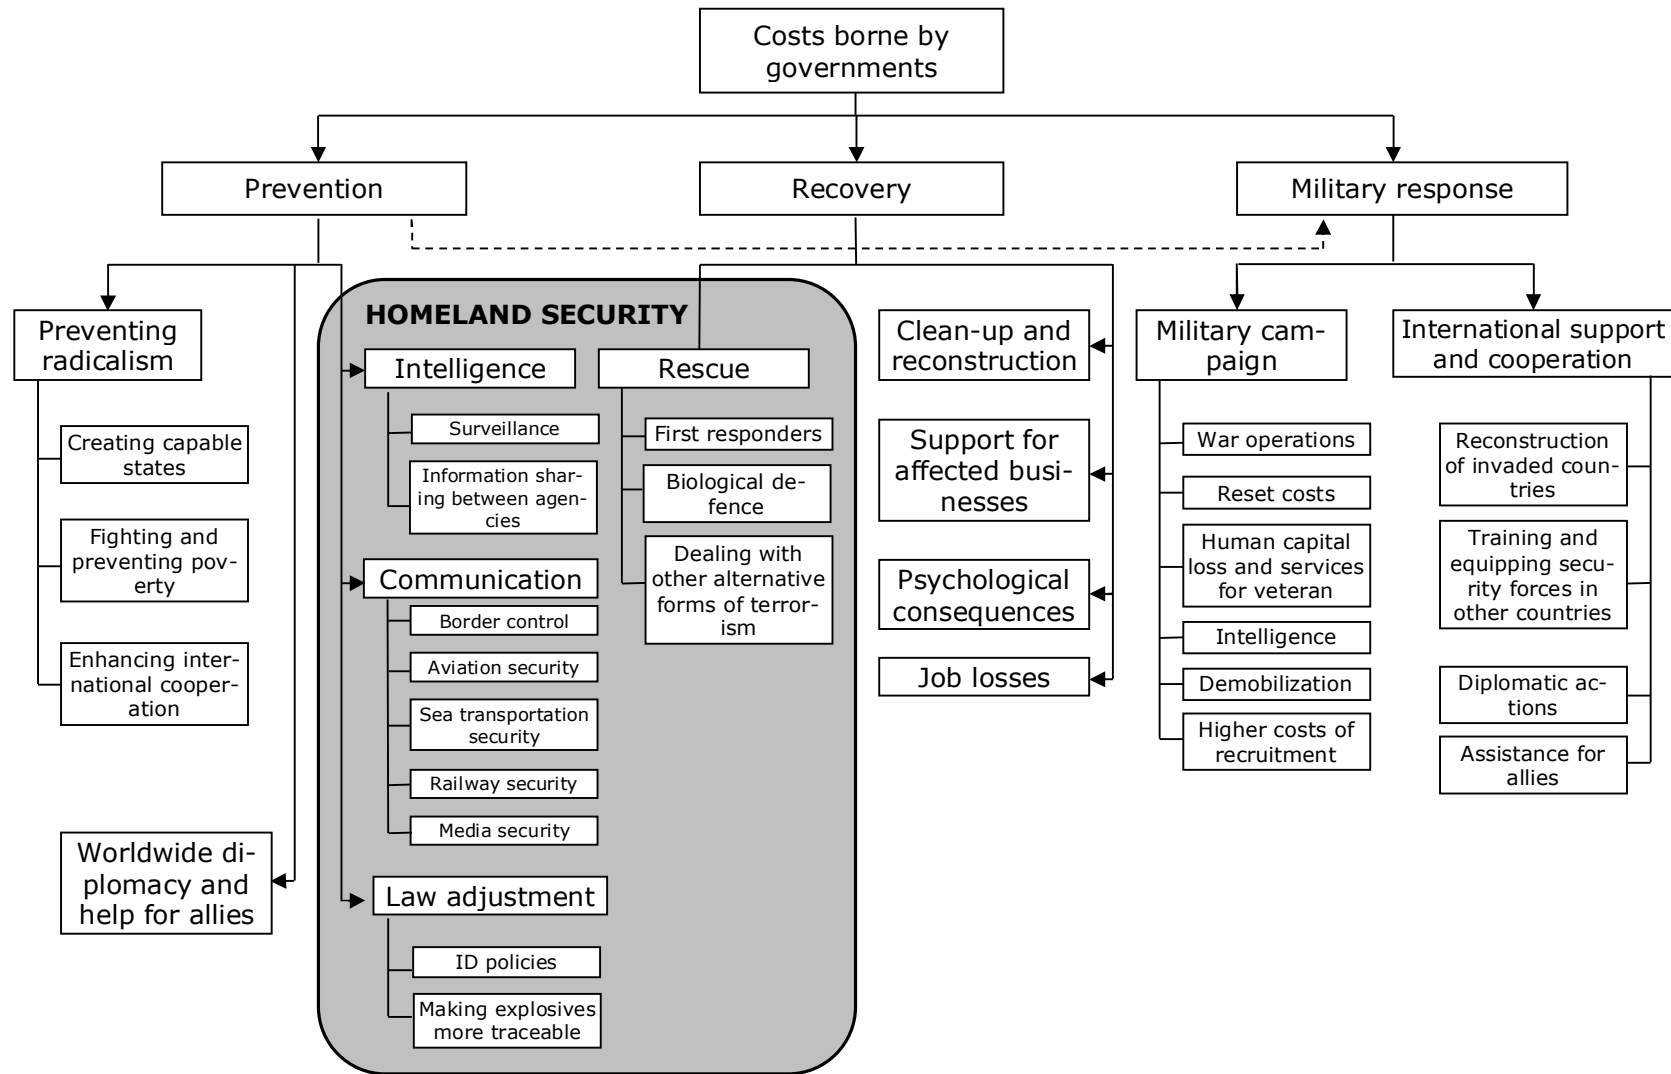 Costs borne by
governments
Prevention
Recovery
Military response
Preventing
radicalism
Creating capable
states
Fighting and
preventing pov-
erty
Enhancing inter-
national cooper-
ation
Worldwide di-
plomacy and
help for allies
HOMELAND SECURITY
Intelligence
Surveillance
Information shar-
ing between agen-
cies
Communication
Border control
Aviation security
Sea transportation
security
Railway security
Media security
Law adjustment
ID policies
Making explosives
more traceable
Rescue
First responders
Biological de-
fence
Dealing with
other alternative
forms of terror-
ism
Clean-up and
reconstruction
Support for
affected busi-
nesses
Psychological
consequences
Job losses
Military cam-
paign
War operations
Reset costs
Human capital
loss and services
for veteran
Intelligence
Demobilization
Higher costs of
recruitment
International support
and cooperation
Reconstruction
of invaded coun-
tries
Training and
equipping secu-
rity forces in
other countries
Diplomatic ac-
tions
Assistance for
allies